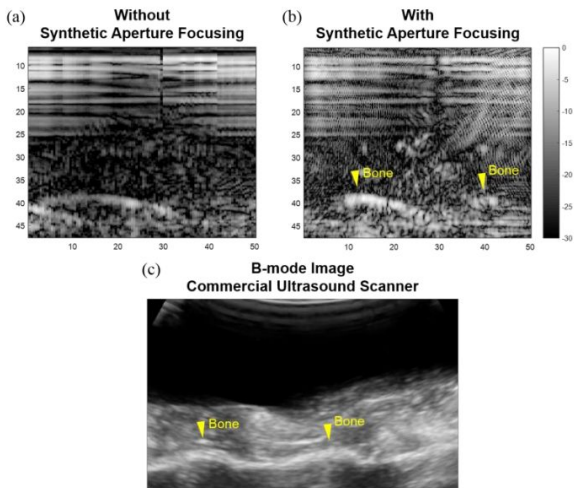 (a)
Without
Synthetic Aperture Focusing
10
15
20
25
30
35
40
45
10
20
30
40
50
(b)
With
Synthetic Aperture Focusing
10
15
20
25
30
35
40
45
Bone
Bone
10
20
30
40
50
0
-5
-10
-15
-20
-25
-30
(c)
B-mode Image
Commercial Ultrasound Scanner
Bone
Bone